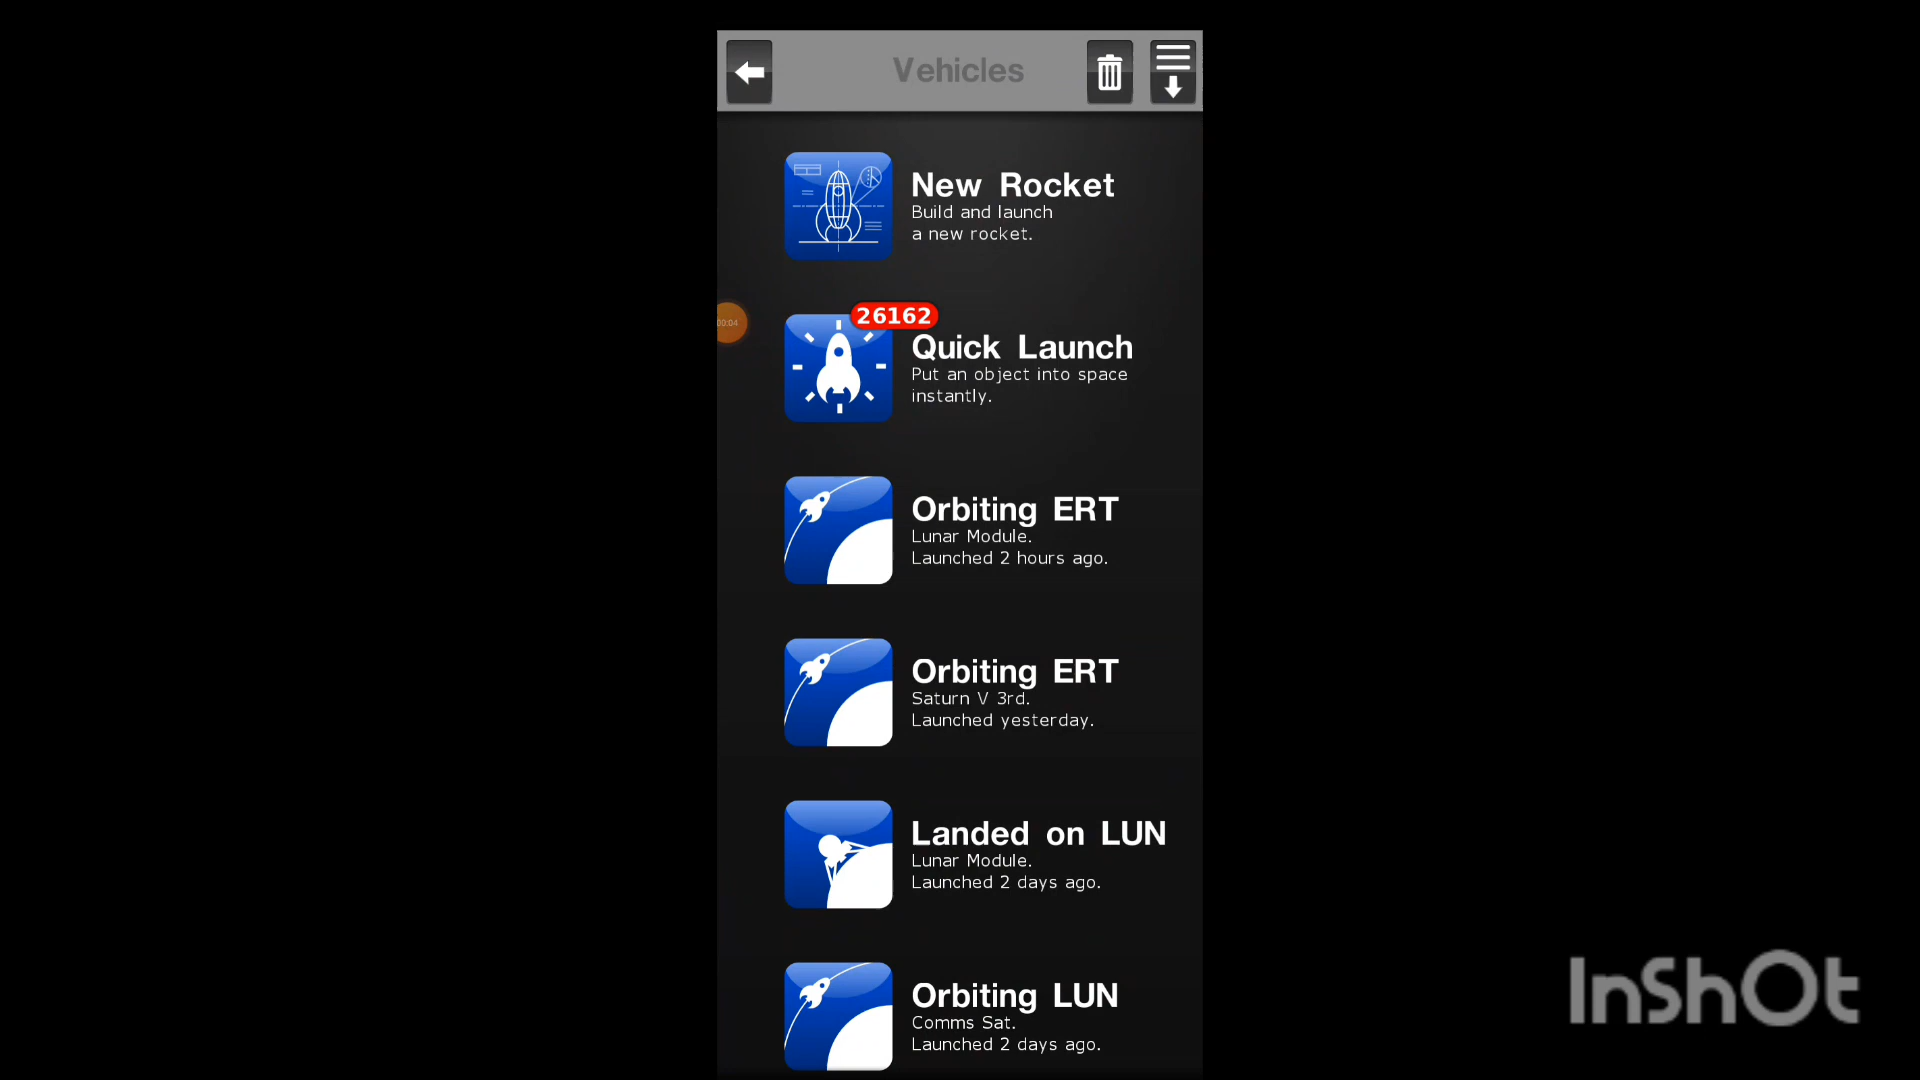 Vehicles
New Rocket
Build and launch
a new rocket.
26162
00:04
Quick Launch
Put an object into space
instantly.
Orbiting ERT
Lunar Module.
Launched 2 hours ago.
Orbiting ERT
Saturn V 3rd.
Launched yesterday.
Landed on LUN
Lunar Module.
Launched 2 days ago.
Orbiting LUN
Comms Sat.
Launched 2 days ago.
InShOt